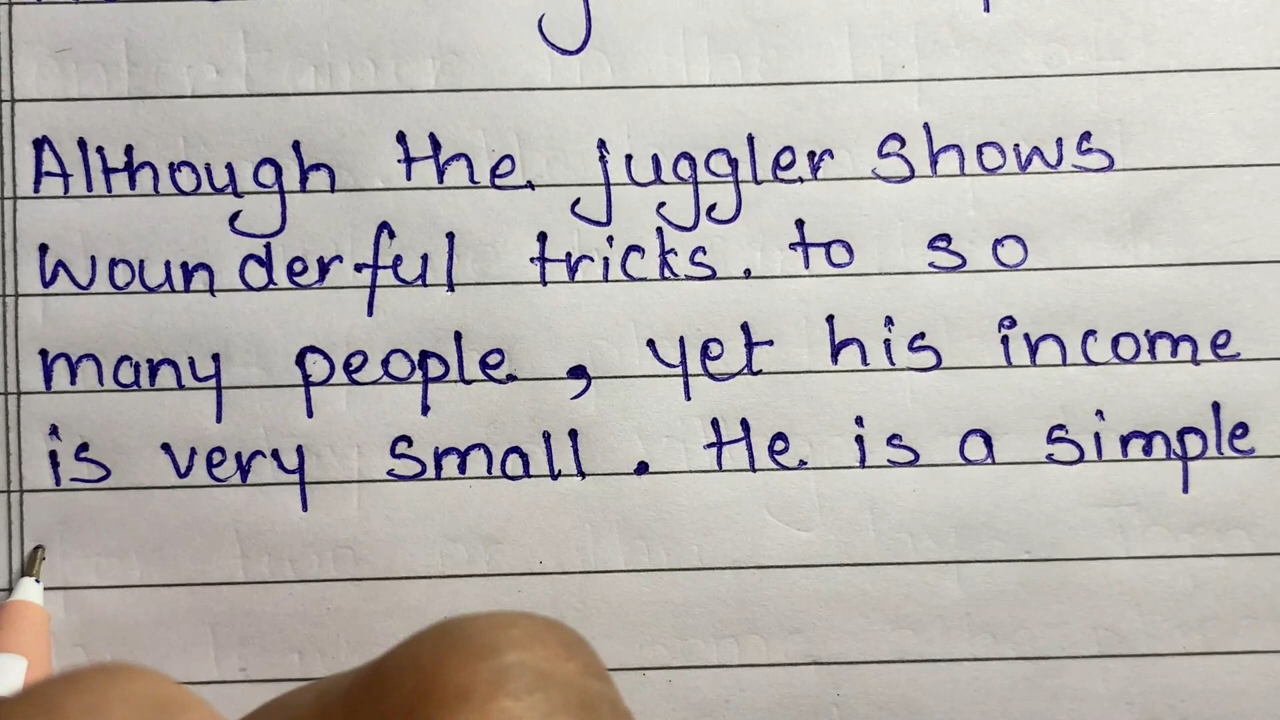 Although the juggler shows
wounderful tricks. to so
many people, yet his income
is very small. He is a simple